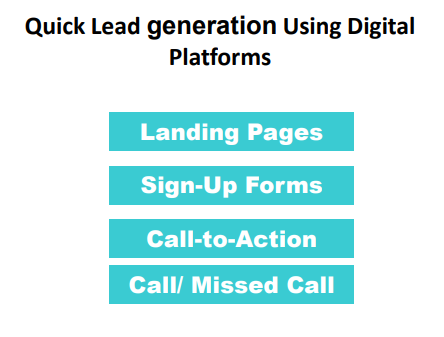 Quick Lead generation Using Digital
Platforms
Landing Pages
Sign-Up Forms
Call-to-Action
Call/ Missed Call